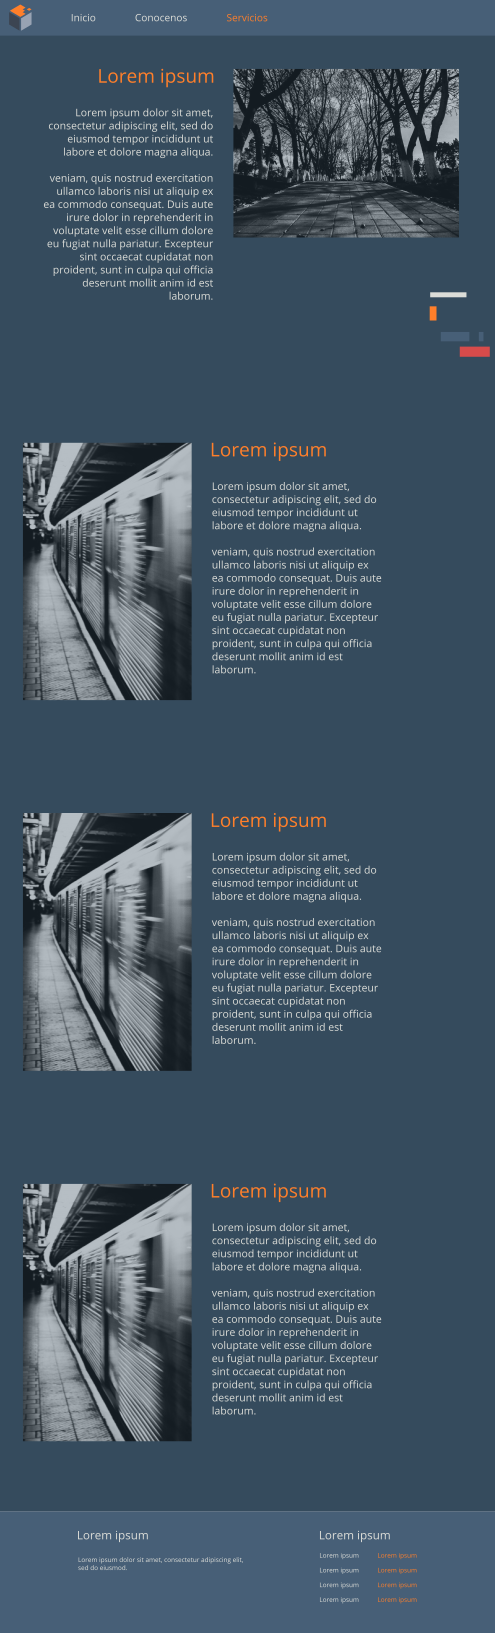 Inicio Conocenos Servicios
Lorem ipsum
Lorem ipsum dolor sit amet,
consectetur adipiscing elit, sed do
eiusmod tempor incididunt ut
labore et dolore magna aliqua.
veniam, quis nostrud exercitation
ullamco laboris nisi ut aliquip ex
ea commodo consequat. Duis aute
irure dolor in reprehenderit in
voluptate velit esse cillum dolore
eu fugiat nulla pariatur. Excepteur
sint occaecat cupidatat non
proident, sunt in culpa qui officia
deserunt mollit anim id est
laborum.
Lorem ipsum
Lorem ipsum dolor sit amet,
consectetur adipiscing elit, sed do
eiusmod tempor incididunt ut
labore et dolore magna aliqua.
veniam, quis nostrud exercitation
ullamco laboris nisi ut aliquip ex
ea commodo consequat. Duis aute
irure dolor in reprehenderit in
voluptate velit esse cillum dolore
eu fugiat nulla pariatur. Excepteur
sint occaecat cupidatat non
proident, sunt in culpa qui officia
deserunt mollit anim id est
laborum.
Lorem ipsum
Lorem ipsum dolor sit amet,
consectetur adipiscing elit, sed do
eiusmod tempor incididunt ut
labore et dolore magna aliqua.
veniam, quis nostrud exercitation
ullamco laboris nisi ut aliquip ex
ea commodo consequat. Duis aute
irure dolor in reprehenderit in
voluptate velit esse cillum dolore
eu fugiat nulla pariatur. Excepteur
sint occaecat cupidatat non
proident, sunt in culpa qui officia
deserunt mollit anim id est
laborum.
Lorem ipsum
Lorem ipsum dolor sit amet,
consectetur adipiscing elit, sed do
eiusmod tempor incididunt ut
labore et dolore magna aliqua.
veniam, quis nostrud exercitation
ullamco laboris nisi ut aliquip ex
ea commodo consequat. Duis aute
irure dolor in reprehenderit in
voluptate velit esse cillum dolore
eu fugiat nulla pariatur. Excepteur
sint occaecat cupidatat non
proident, sunt in culpa qui officia
deserunt mollit anim id est
laborum.
Lorem ipsum
Lorem ipsum dolor sit amet, consectetur adipiscing elit,
sed do eiusmod.
Lorem ipsum
Lorem ipsum Lorem ipsum
Lorem ipsum Lorem ipsum
Lorem ipsum Lorem ipsum
Lorem ipsum Lorem ipsum